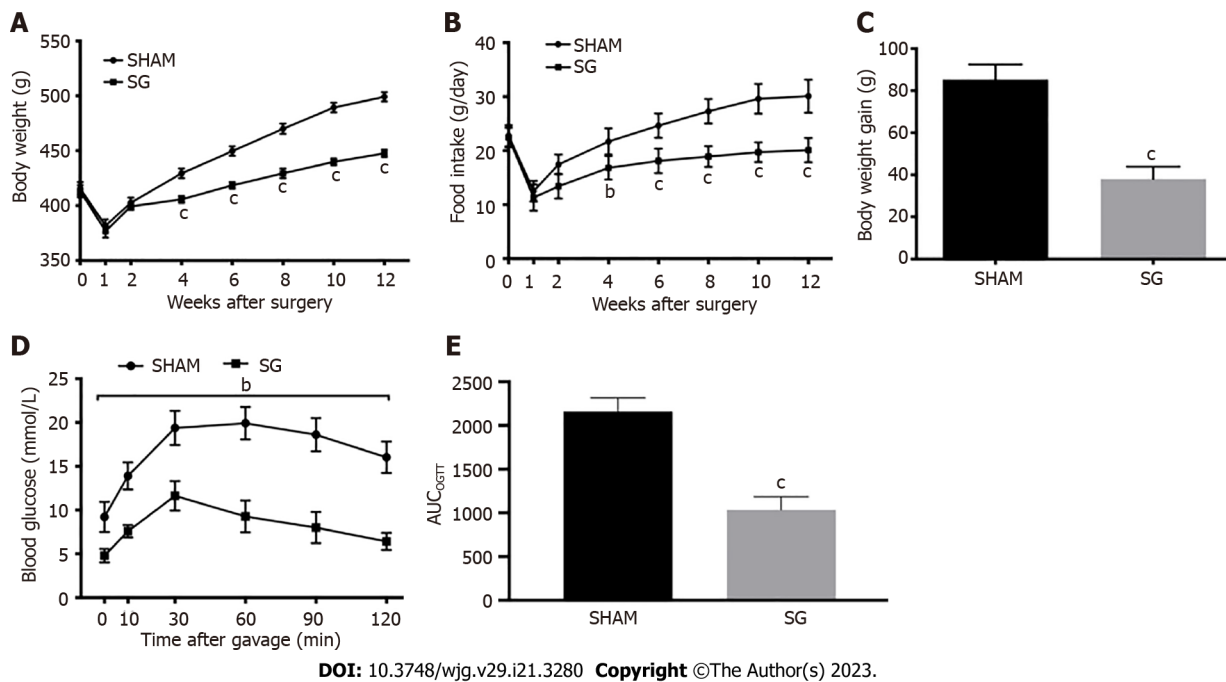 A
550
500
450
400
350
Body weight (g)
SHAM
SG
c c c c c
0 1 2 4 6 8 10 12
Weeks after surgery
B
40
30
20
10
0
Food intake (g/day)
SHAM
SG
b c c c c
0 1 2 4 6 8 10 12
Weeks after surgery
C
100
80
60
40
20
0
Body weight gain (g)
c
SHAM SG
D
SHAM SG
25
20
15
10
5
0
Blood glucose (mmol/L)
b
0 10 30 60 90 120
Time after gavage (min)
E
2500
2000
1500
1000
500
0
AUCOGTT
c
SHAM SG
DOI: 10.3748/wjg.v29.i21.3280 Copyright ©The Author(s) 2023.